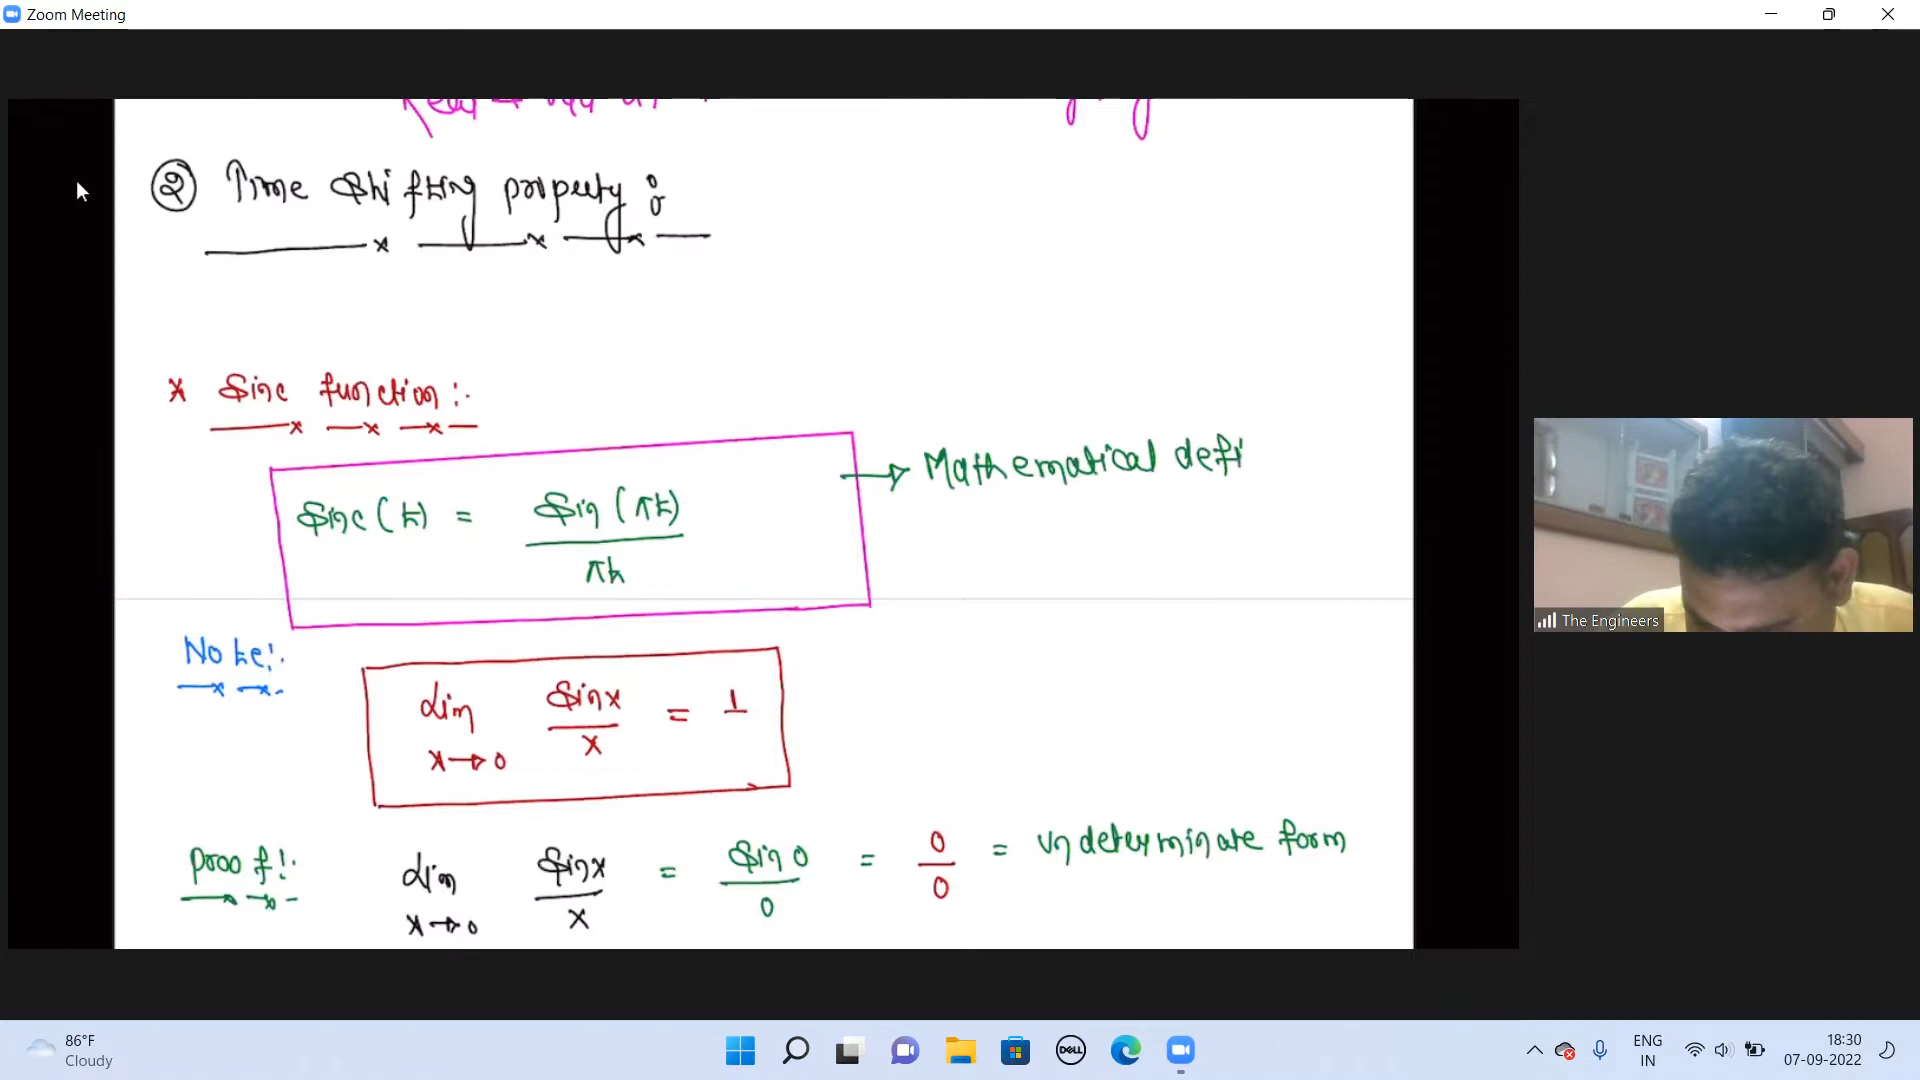 Zoom Meeting
② Time Shifting property :
* Sinc function :-
Sinc(t) = Sin(πt) / πt → Mathematical defi
Note :-
Lim x→0 Sinx / x = 1
Proof :- Lim x→0 Sinx / x = Sin0 / 0 = 0 / 0 = Undeterminate form
The Engineers
86°F
Cloudy
DELL
ENG
IN
18:30
07-09-2022